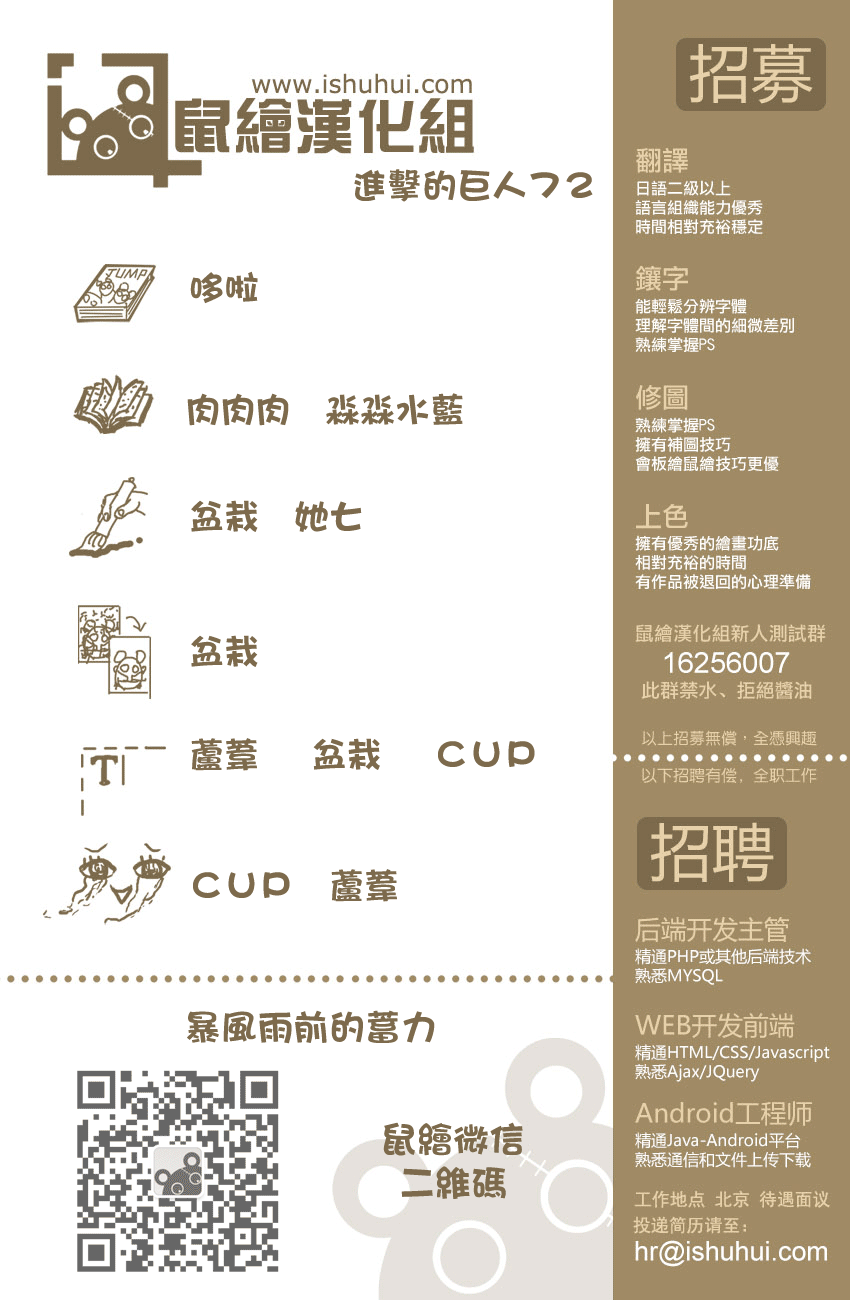 www.ishuhui.com
鼠繪漢化組
進擊的巨人72
JUMP
哆啦
肉肉肉 淼淼水藍
盆栽 她七
盆栽
T
蘆葦 盆栽 CUP
CUP 蘆葦
暴風雨前的蓄力
鼠繪微信
二維碼
招募
翻譯
日語二級以上
語言組織能力優秀
時間相對充裕穩定
鑲字
能輕鬆分辨字體
理解字體間的細微差別
熟練掌握PS
修圖
熟練掌握PS
擁有補圖技巧
會板繪鼠繪技巧更優
上色
擁有優秀的繪畫功底
相對充裕的時間
有作品被退回的心理準備
鼠繪漢化組新人測試群
16256007
此群禁水、拒絕醬油
以上招募無償，全憑興趣
以下招聘有偿，全职工作
招聘
后端开发主管
精通PHP或其他后端技术
熟悉MYSQL
WEB开发前端
精通HTML/CSS/Javascript
熟悉Ajax/JQuery
Android工程师
精通Java-Android平台
熟悉通信和文件上传下载
工作地点 北京 待遇面议
投递简历请至：
hr@ishuhui.com